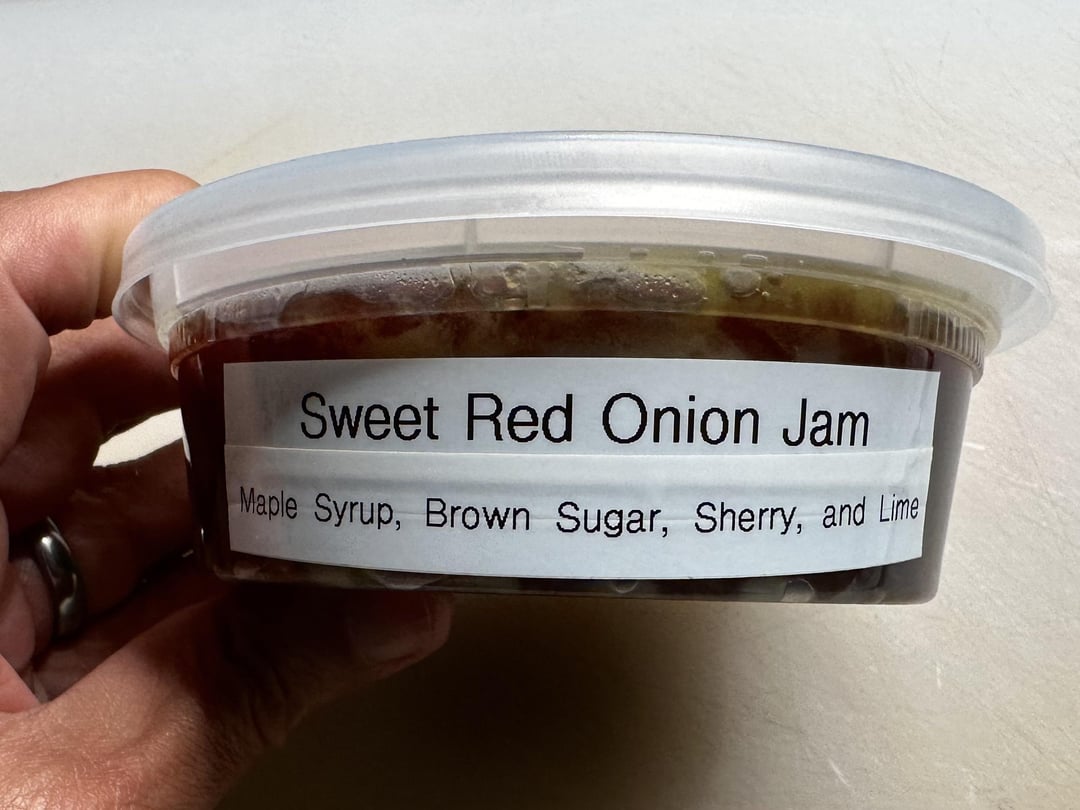 Sweet Red Onion Jam
Maple Syrup, Brown Sugar, Sherry, and Lime